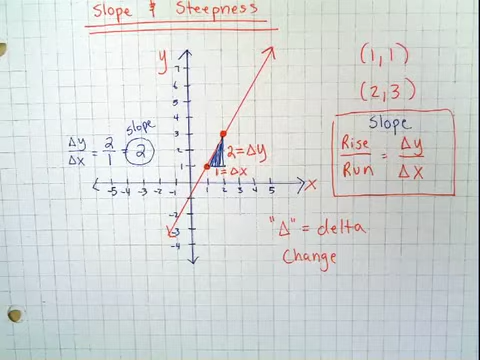 Slope & Steepness
y
(1,1)
(2,3)
7
6
5
4
3
2
1
slope
Δy/Δx = 2/1 = 2
2 = Δy
1 = Δx
Slope
Rise/Run = Δy/Δx
-5 -4 -3 -2 -1 1 2 3 4 5 x
-2
-3
-4
"Δ" = delta
Change